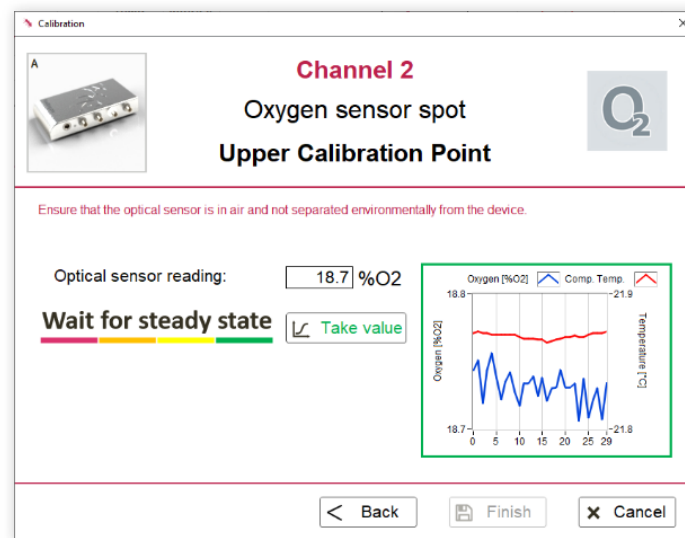 Calibration
A
Channel 2
Oxygen sensor spot
O2
Upper Calibration Point
Ensure that the optical sensor is in air and not separated environmentally from the device.
Optical sensor reading: 18.7 %O2
Wait for steady state
Take value
Oxygen [%O2] Comp. Temp.
18.8 21.9
Oxygen [%O2]
Temperature [°C]
18.7 21.8
0 5 10 15 20 25 29
Back Finish Cancel